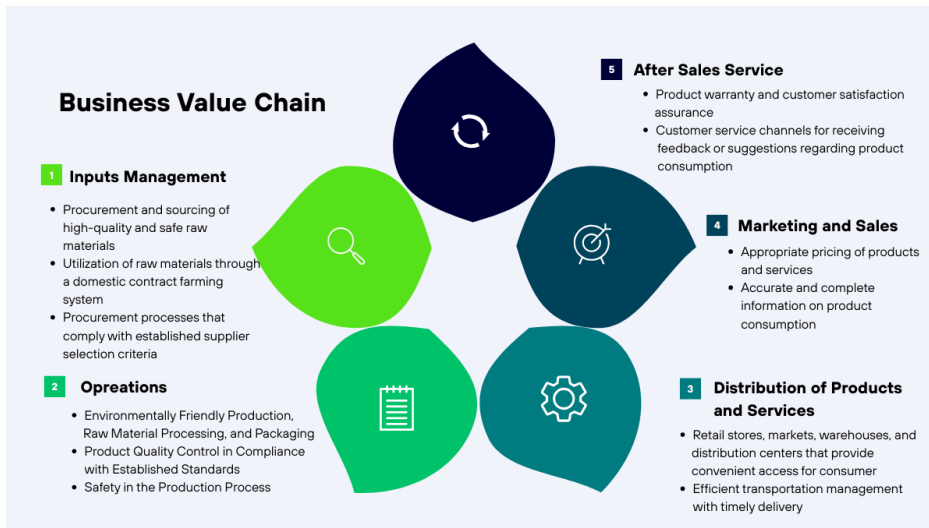 Business Value Chain
1
Inputs Management
• Procurement and sourcing of
high-quality and safe raw
materials
• Utilization of raw materials through
a domestic contract farming
system
• Procurement processes that
comply with established supplier
selection criteria
2
Opreations
• Environmentally Friendly Production,
Raw Material Processing, and Packaging
• Product Quality Control in Compliance
with Established Standards
• Safety in the Production Process
3
Distribution of Products
and Services
• Retail stores, markets, warehouses, and
distribution centers that provide
convenient access for consumer
• Efficient transportation management
with timely delivery
4
Marketing and Sales
• Appropriate pricing of products
and services
• Accurate and complete
information on product
consumption
5
After Sales Service
• Product warranty and customer satisfaction
assurance
• Customer service channels for receiving
feedback or suggestions regarding product
consumption